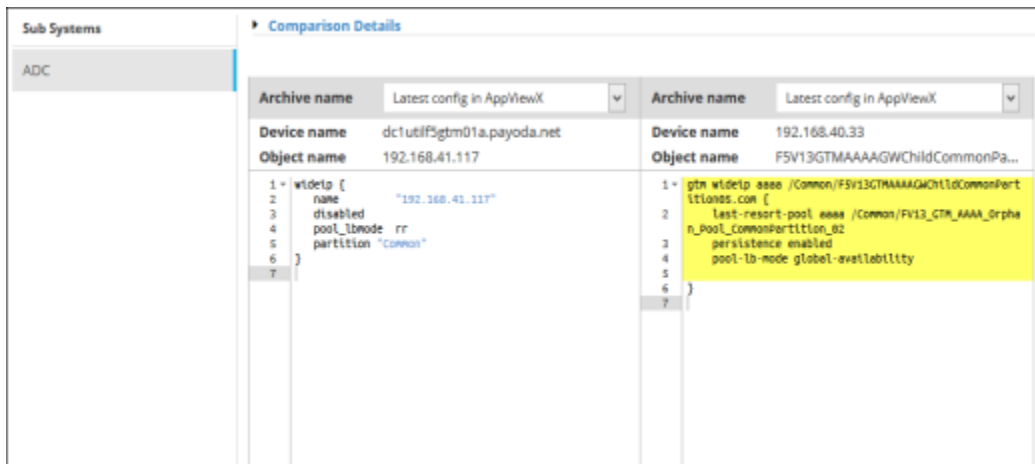 Sub Systems
ADC
Comparison Details
Archive name Latest config in AppViewX
Device name dc1utilf5gtm01a.payoda.net
Object name 192.168.41.117
1 wideip {
2 name "192.168.41.117"
3 disabled
4 pool_lbmode rr
5 partition "Common"
6 }
7
Archive name Latest config in AppViewX
Device name 192.168.40.33
Object name F5V13GTMAAAAGWChildCommonPa...
1 gtm wideip aaaa /Common/F5V13GTMAAAAGWChildCommonPart
itionDS.com {
2 last-resort-pool aaaa /Common/FV13_GTM_AAAA_Orpha
n_Pool_CommonPartition_02
3 persistence enabled
4 pool-lb-mode global-availability
5
6 }
7